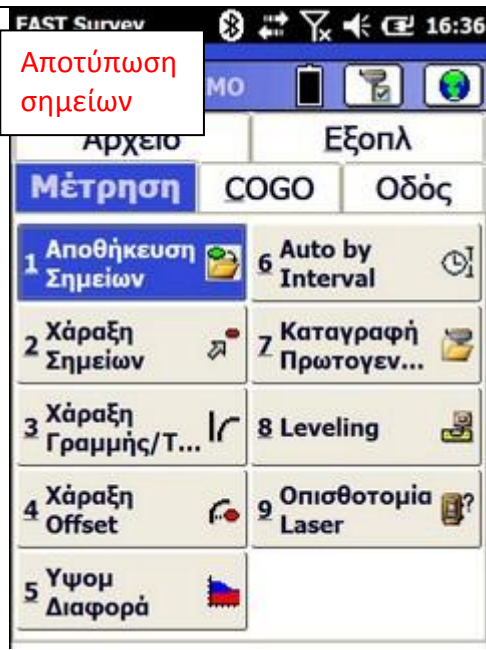 FAST Survey
16:36
Αποτύπωση
σημείων
MO
Αρχείο
Εξοπλ
Μέτρηση
COGO
Οδός
1 Αποθήκευση
Σημείων
6 Auto by
Interval
2 Χάραξη
Σημείων
7 Καταγραφή
Πρωτογεν...
3 Χάραξη
Γραμμής/Τ...
8 Leveling
4 Χάραξη
Offset
9 Οπισθοτομία
Laser
5 Υψομ
Διαφορά